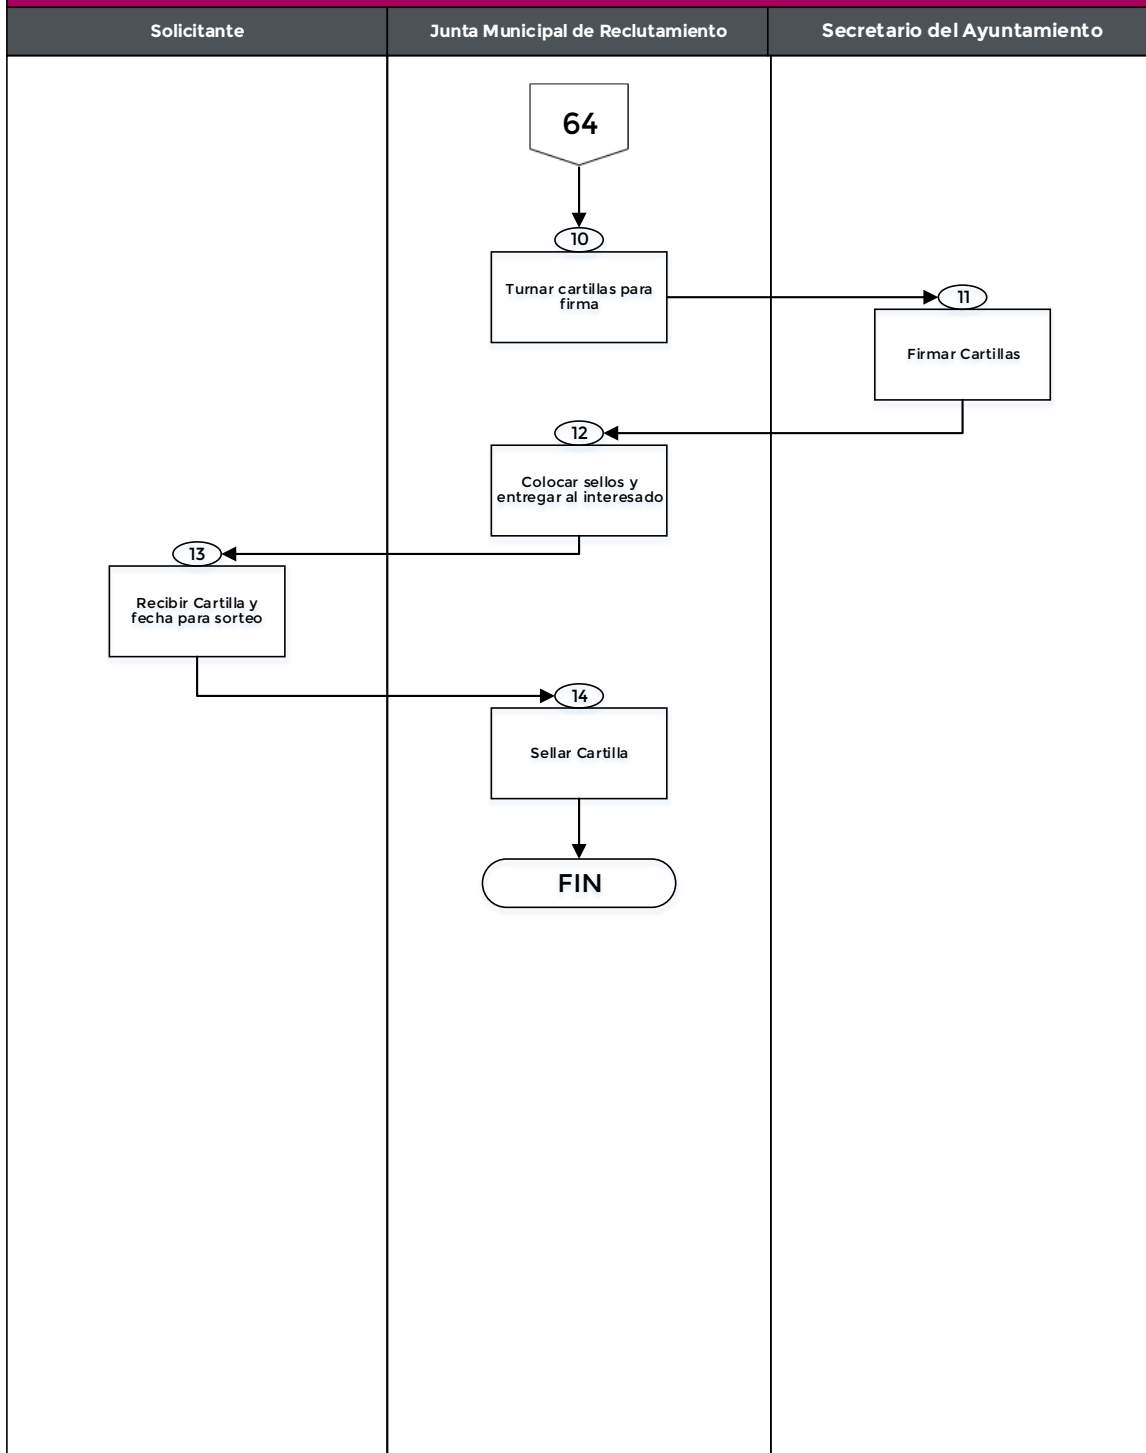 Solicitante
Junta Municipal de Reclutamiento
Secretario del Ayuntamiento
64
10
Turnar cartillas para
firma
11
Firmar Cartillas
12
Colocar sellos y
entregar al interesado
13
Recibir Cartilla y
fecha para sorteo
14
Sellar Cartilla
FIN